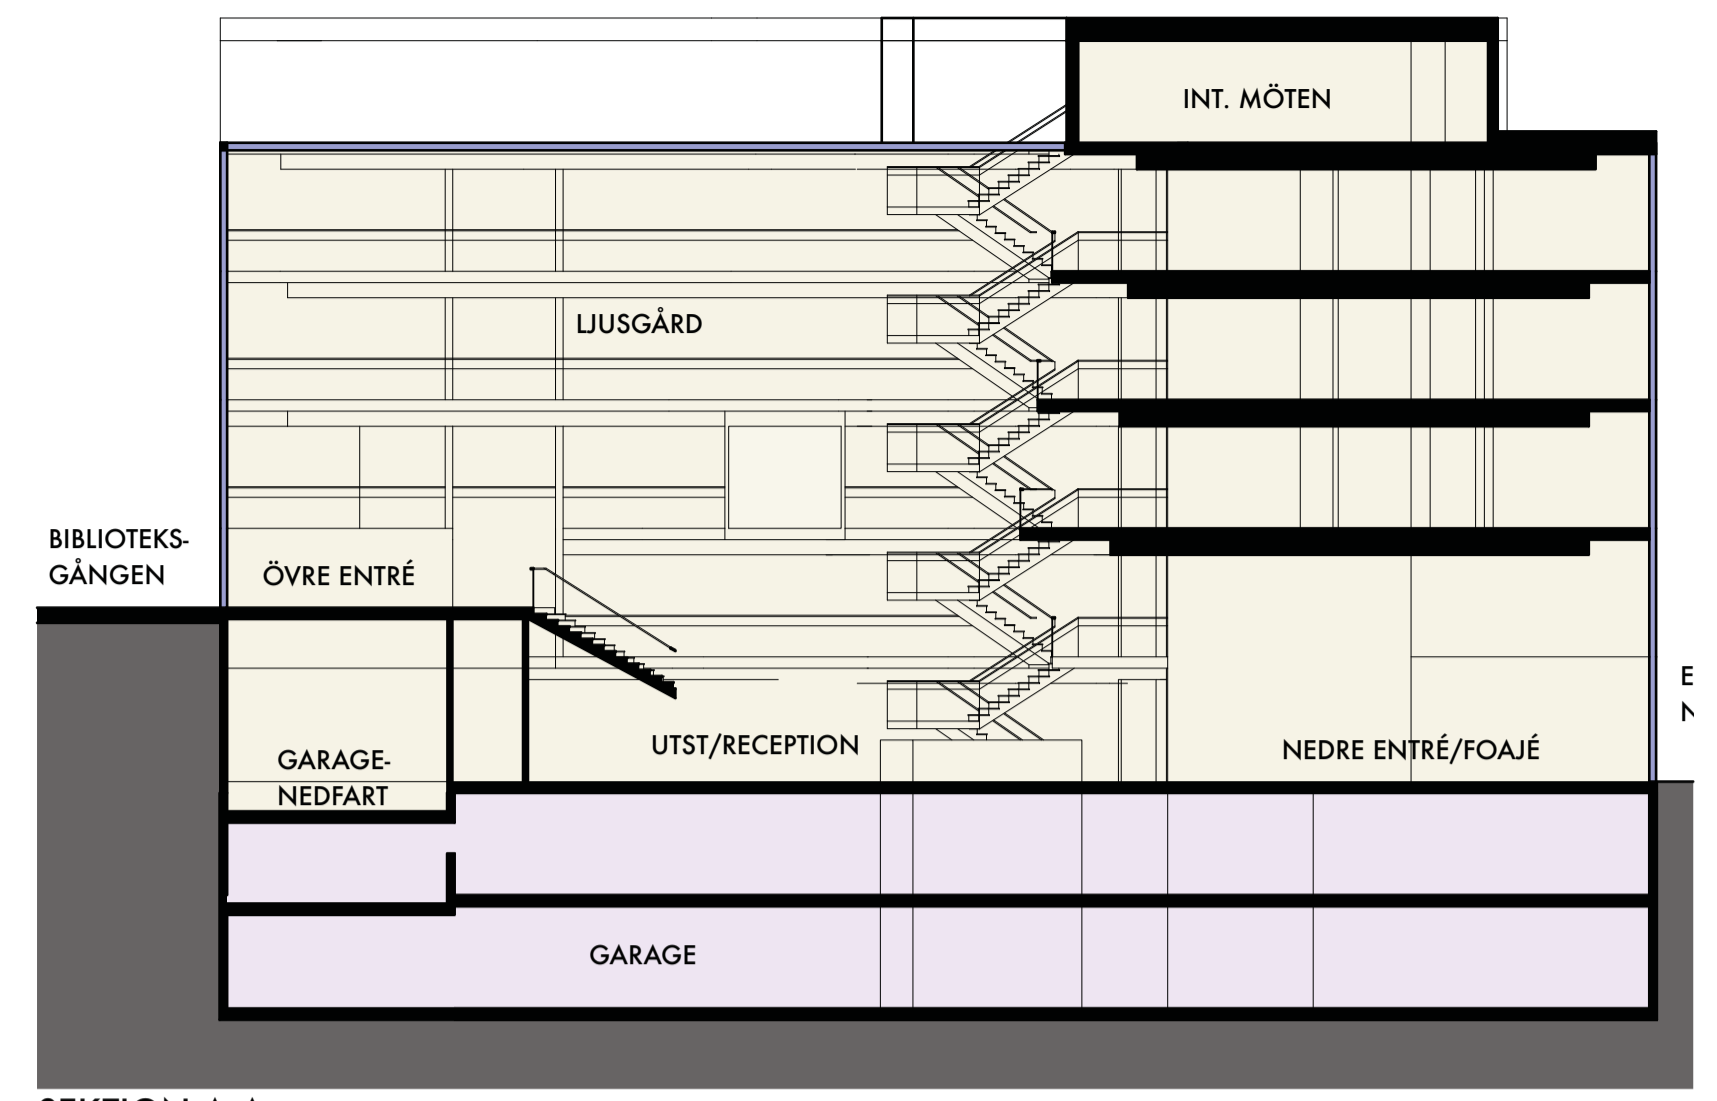 INT. MÖTEN
LJUSGÅRD
BIBLIOTEKS-
GÅNGEN
ÖVRE ENTRÉ
UTST/RECEPTION
NEDRE ENTRÉ/FOAJÉ
GARAGE-
NEDFART
GARAGE